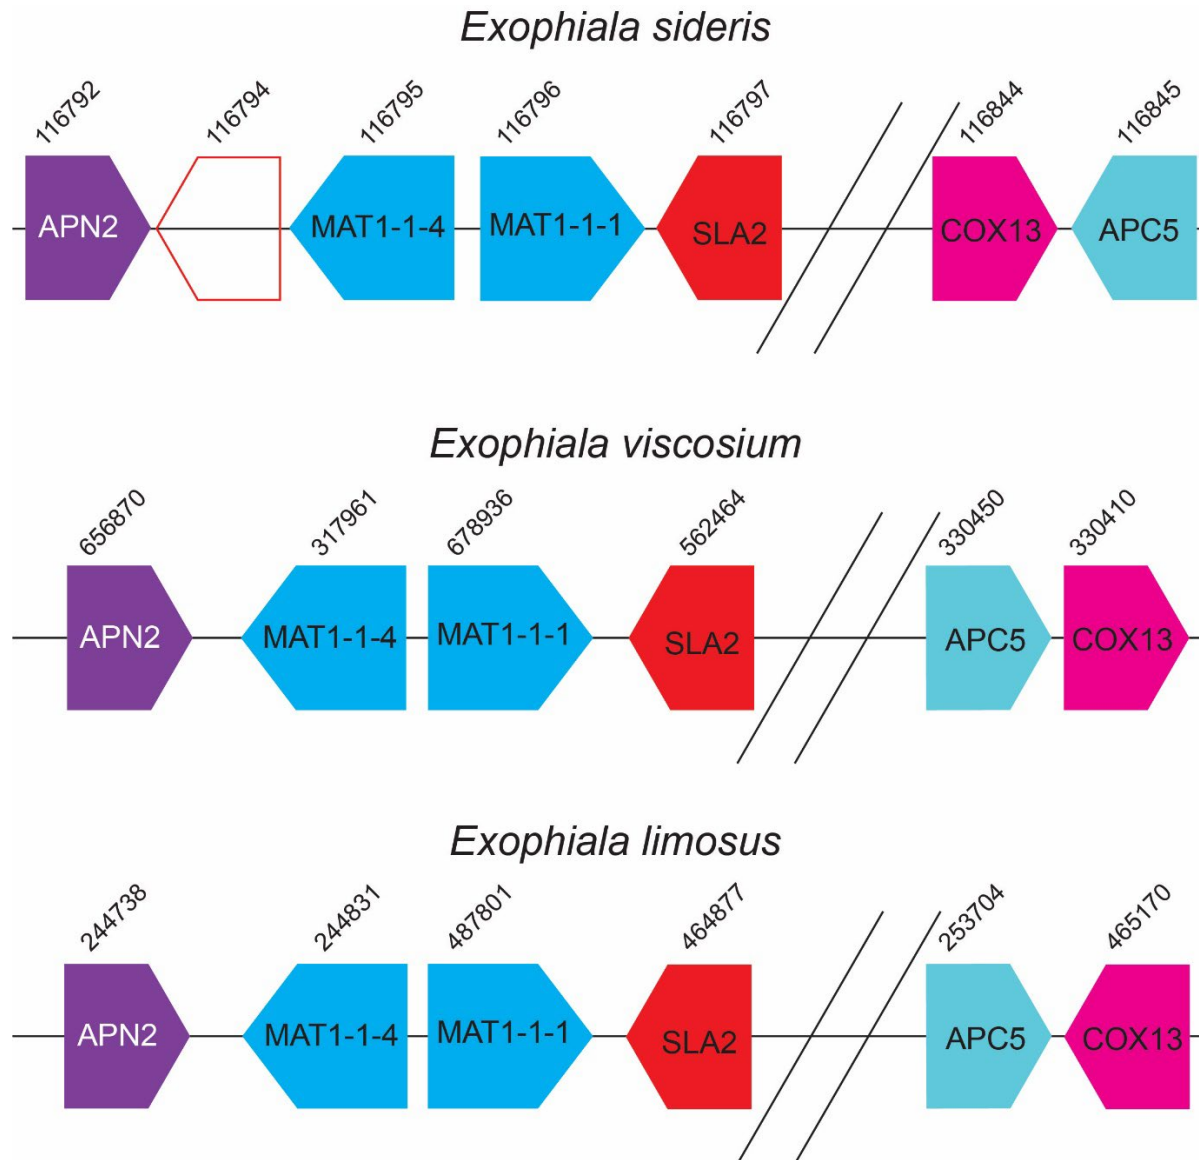 Exophiala sideris
116792 116794 116795 116796 116797 116844 116845
APN2 MAT1-1-4 MAT1-1-1 SLA2 COX13 APC5
Exophiala viscosium
656870 317961 678936 562464 330450 330410
APN2 MAT1-1-4 MAT1-1-1 SLA2 APC5 COX13
Exophiala limosus
244738 244831 487801 464877 253704 465170
APN2 MAT1-1-4 MAT1-1-1 SLA2 APC5 COX13